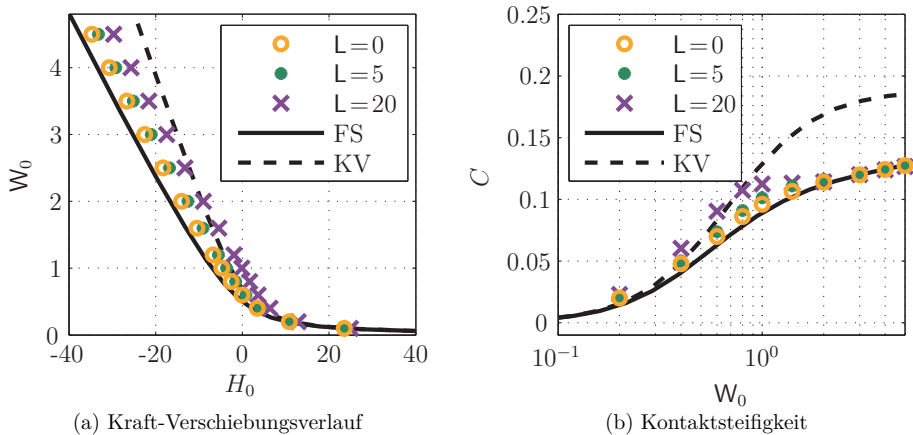 5
4
3
2
1
0
W₀
-40
-20
0
20
40
H₀
L=0
L=5
L=20
FS
KV
(a) Kraft-Verschiebungsverlauf
0.25
0.2
0.15
0.1
0.05
0
C
10⁻¹
10⁰
W₀
L=0
L=5
L=20
FS
KV
(b) Kontaktsteifigkeit